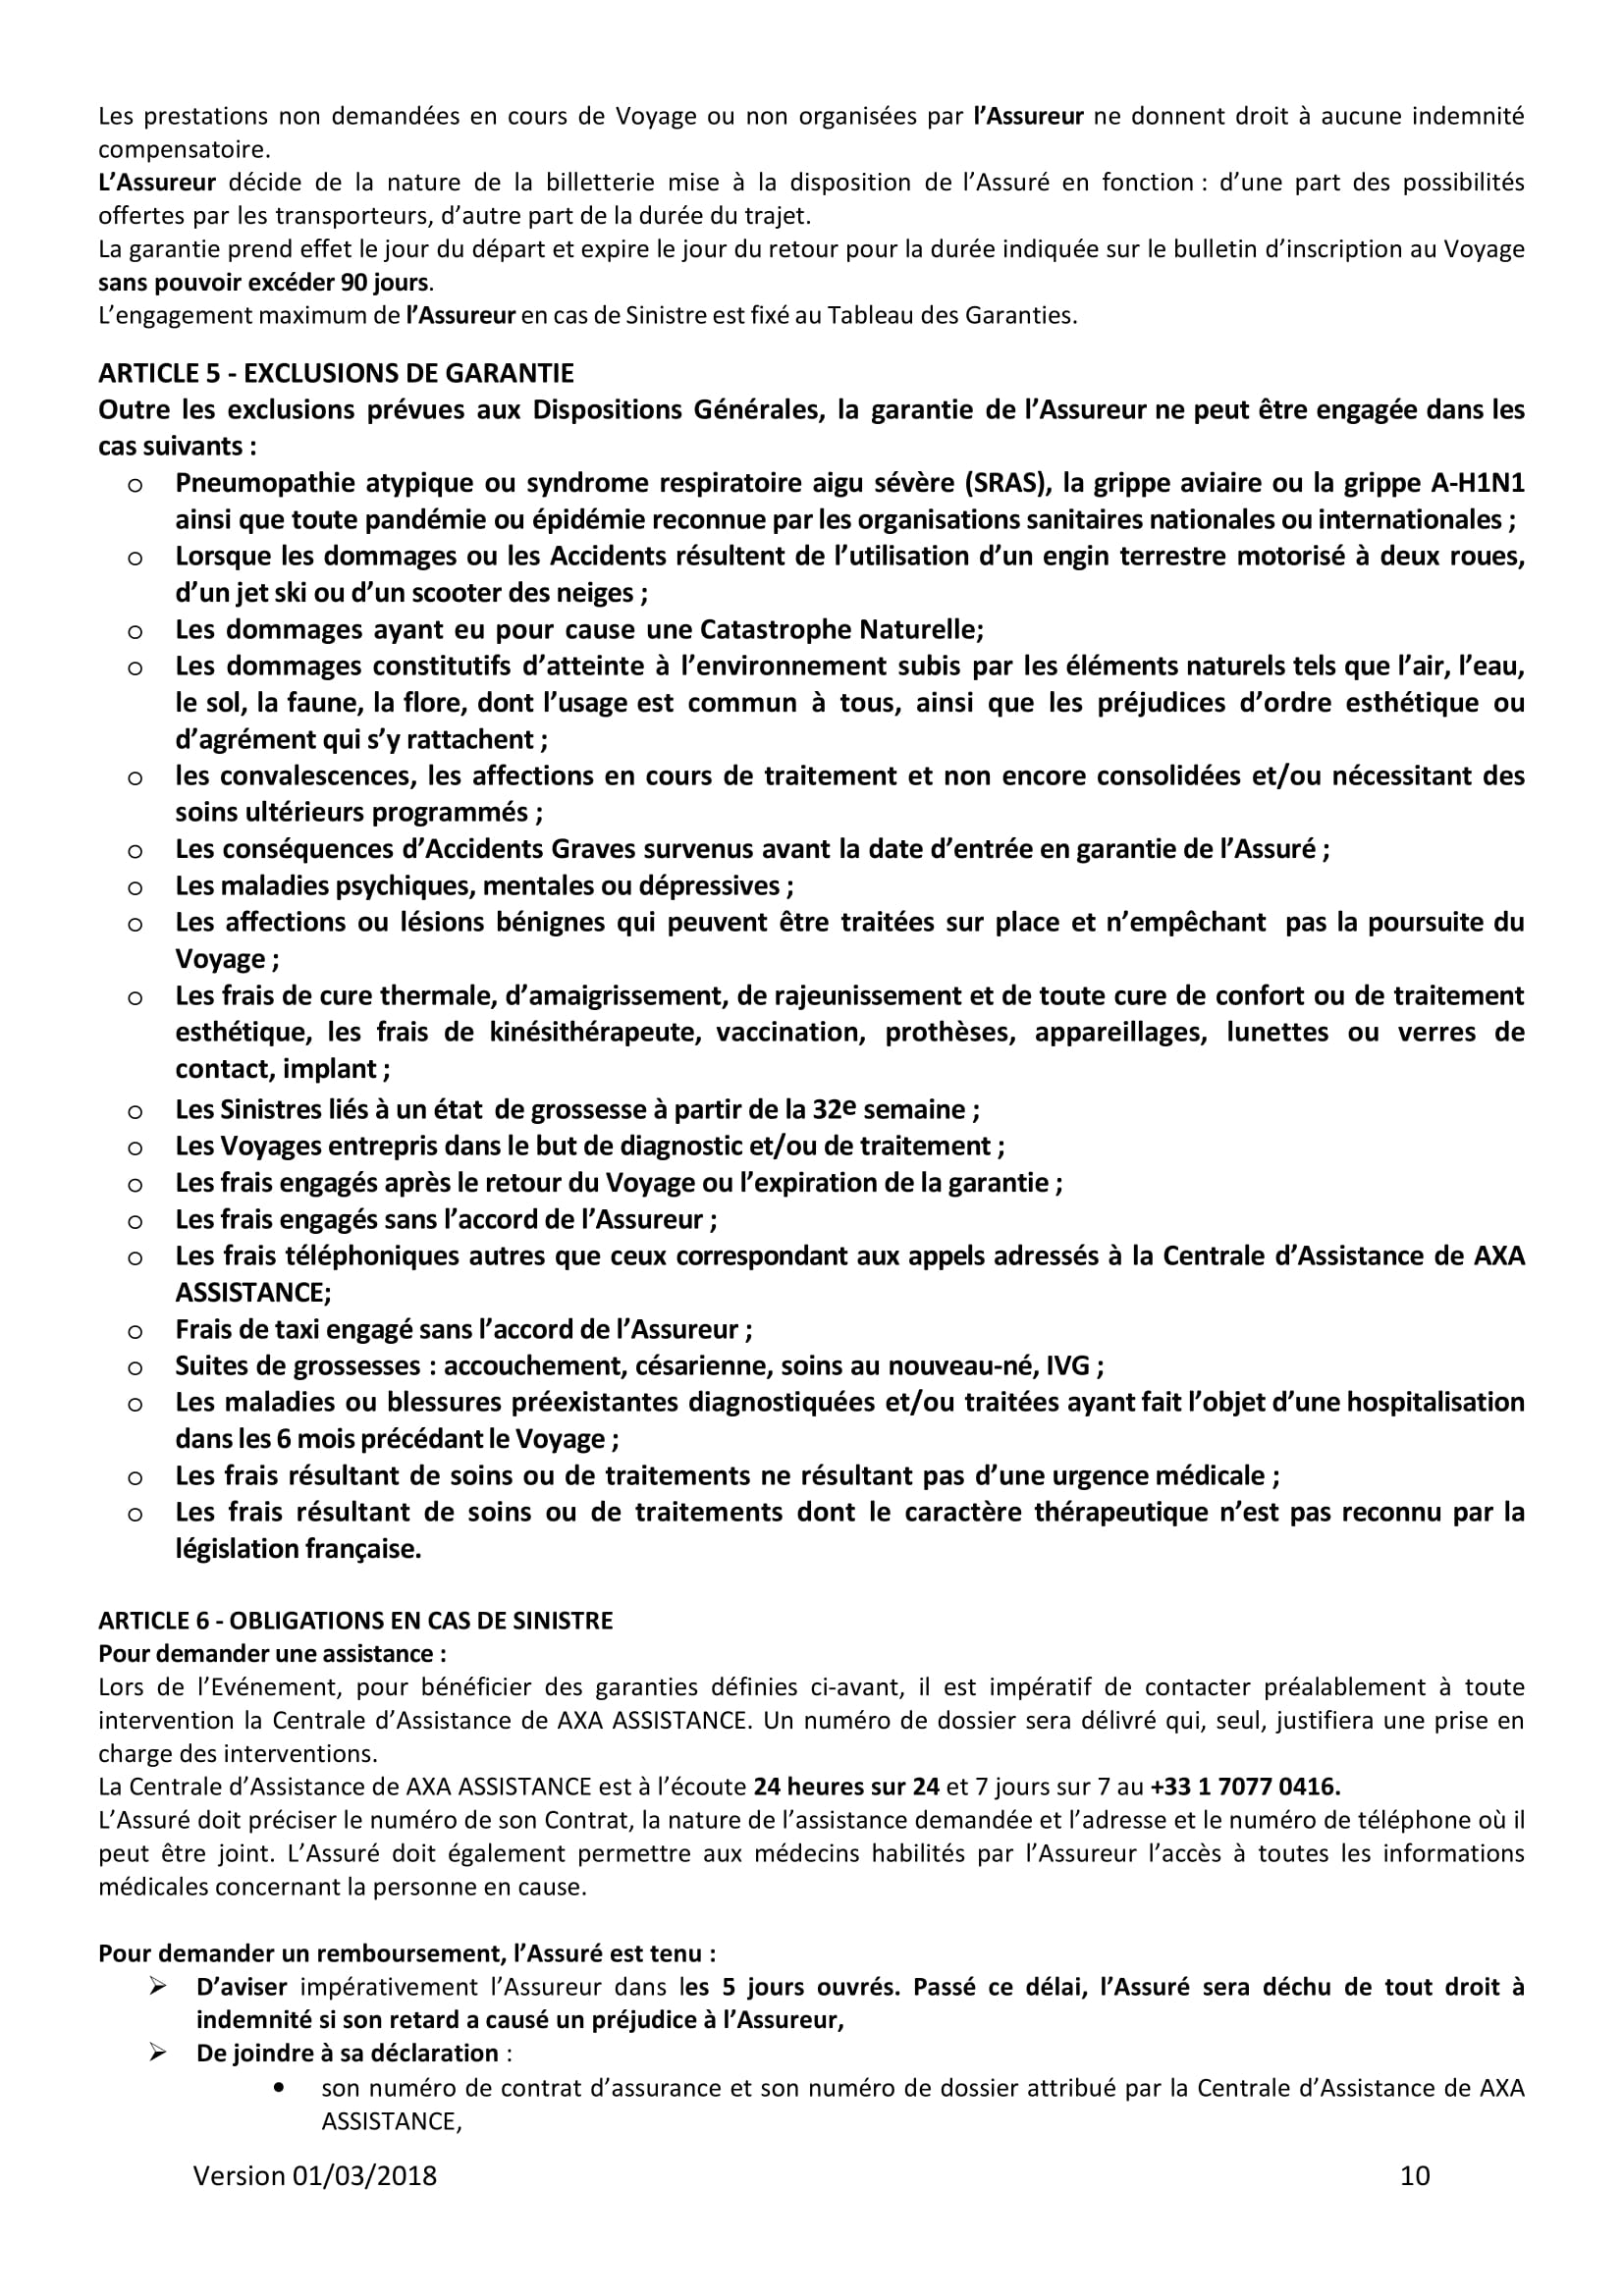 Les prestations non demandées en cours de Voyage ou non organisées par l’Assureur ne donnent droit à aucune indemnité
compensatoire.
L’Assureur décide de la nature de la billetterie mise à la disposition de l’Assuré en fonction : d’une part des possibilités
offertes par les transporteurs, d’autre part de la durée du trajet.
La garantie prend effet le jour du départ et expire le jour du retour pour la durée indiquée sur le bulletin d’inscription au Voyage
sans pouvoir excéder 90 jours.
L’engagement maximum de l’Assureur en cas de Sinistre est fixé au Tableau des Garanties.
ARTICLE 5 - EXCLUSIONS DE GARANTIE
Outre les exclusions prévues aux Dispositions Générales, la garantie de l’Assureur ne peut être engagée dans les
cas suivants :
o Pneumopathie atypique ou syndrome respiratoire aigu sévère (SRAS), la grippe aviaire ou la grippe A-H1N1
ainsi que toute pandémie ou épidémie reconnue par les organisations sanitaires nationales ou internationales ;
o Lorsque les dommages ou les Accidents résultent de l’utilisation d’un engin terrestre motorisé à deux roues,
d’un jet ski ou d’un scooter des neiges ;
o Les dommages ayant eu pour cause une Catastrophe Naturelle;
o Les dommages constitutifs d’atteinte à l’environnement subis par les éléments naturels tels que l’air, l’eau,
le sol, la faune, la flore, dont l’usage est commun à tous, ainsi que les préjudices d’ordre esthétique ou
d’agrément qui s’y rattachent ;
o les convalescences, les affections en cours de traitement et non encore consolidées et/ou nécessitant des
soins ultérieurs programmés ;
o Les conséquences d’Accidents Graves survenus avant la date d’entrée en garantie de l’Assuré ;
o Les maladies psychiques, mentales ou dépressives ;
o Les affections ou lésions bénignes qui peuvent être traitées sur place et n’empêchant pas la poursuite du
Voyage ;
o Les frais de cure thermale, d’amaigrissement, de rajeunissement et de toute cure de confort ou de traitement
esthétique, les frais de kinésithérapeute, vaccination, prothèses, appareillages, lunettes ou verres de
contact, implant ;
o Les Sinistres liés à un état de grossesse à partir de la 32e semaine ;
o Les Voyages entrepris dans le but de diagnostic et/ou de traitement ;
o Les frais engagés après le retour du Voyage ou l’expiration de la garantie ;
o Les frais engagés sans l’accord de l’Assureur ;
o Les frais téléphoniques autres que ceux correspondant aux appels adressés à la Centrale d’Assistance de AXA
ASSISTANCE;
o Frais de taxi engagé sans l’accord de l’Assureur ;
o Suites de grossesses : accouchement, césarienne, soins au nouveau-né, IVG ;
o Les maladies ou blessures préexistantes diagnostiquées et/ou traitées ayant fait l’objet d’une hospitalisation
dans les 6 mois précédant le Voyage ;
o Les frais résultant de soins ou de traitements ne résultant pas d’une urgence médicale ;
o Les frais résultant de soins ou de traitements dont le caractère thérapeutique n’est pas reconnu par la
législation française.
ARTICLE 6 - OBLIGATIONS EN CAS DE SINISTRE
Pour demander une assistance :
Lors de l’Evénement, pour bénéficier des garanties définies ci-avant, il est impératif de contacter préalablement à toute
intervention la Centrale d’Assistance de AXA ASSISTANCE. Un numéro de dossier sera délivré qui, seul, justifiera une prise en
charge des interventions.
La Centrale d’Assistance de AXA ASSISTANCE est à l’écoute 24 heures sur 24 et 7 jours sur 7 au +33 1 7077 0416.
L’Assuré doit préciser le numéro de son Contrat, la nature de l’assistance demandée et l’adresse et le numéro de téléphone où il
peut être joint. L’Assuré doit également permettre aux médecins habilités par l’Assureur l’accès à toutes les informations
médicales concernant la personne en cause.
Pour demander un remboursement, l’Assuré est tenu :
➢ D’aviser impérativement l’Assureur dans les 5 jours ouvrés. Passé ce délai, l’Assuré sera déchu de tout droit à
indemnité si son retard a causé un préjudice à l’Assureur,
➢ De joindre à sa déclaration :
• son numéro de contrat d’assurance et son numéro de dossier attribué par la Centrale d’Assistance de AXA
ASSISTANCE,
Version 01/03/2018 10